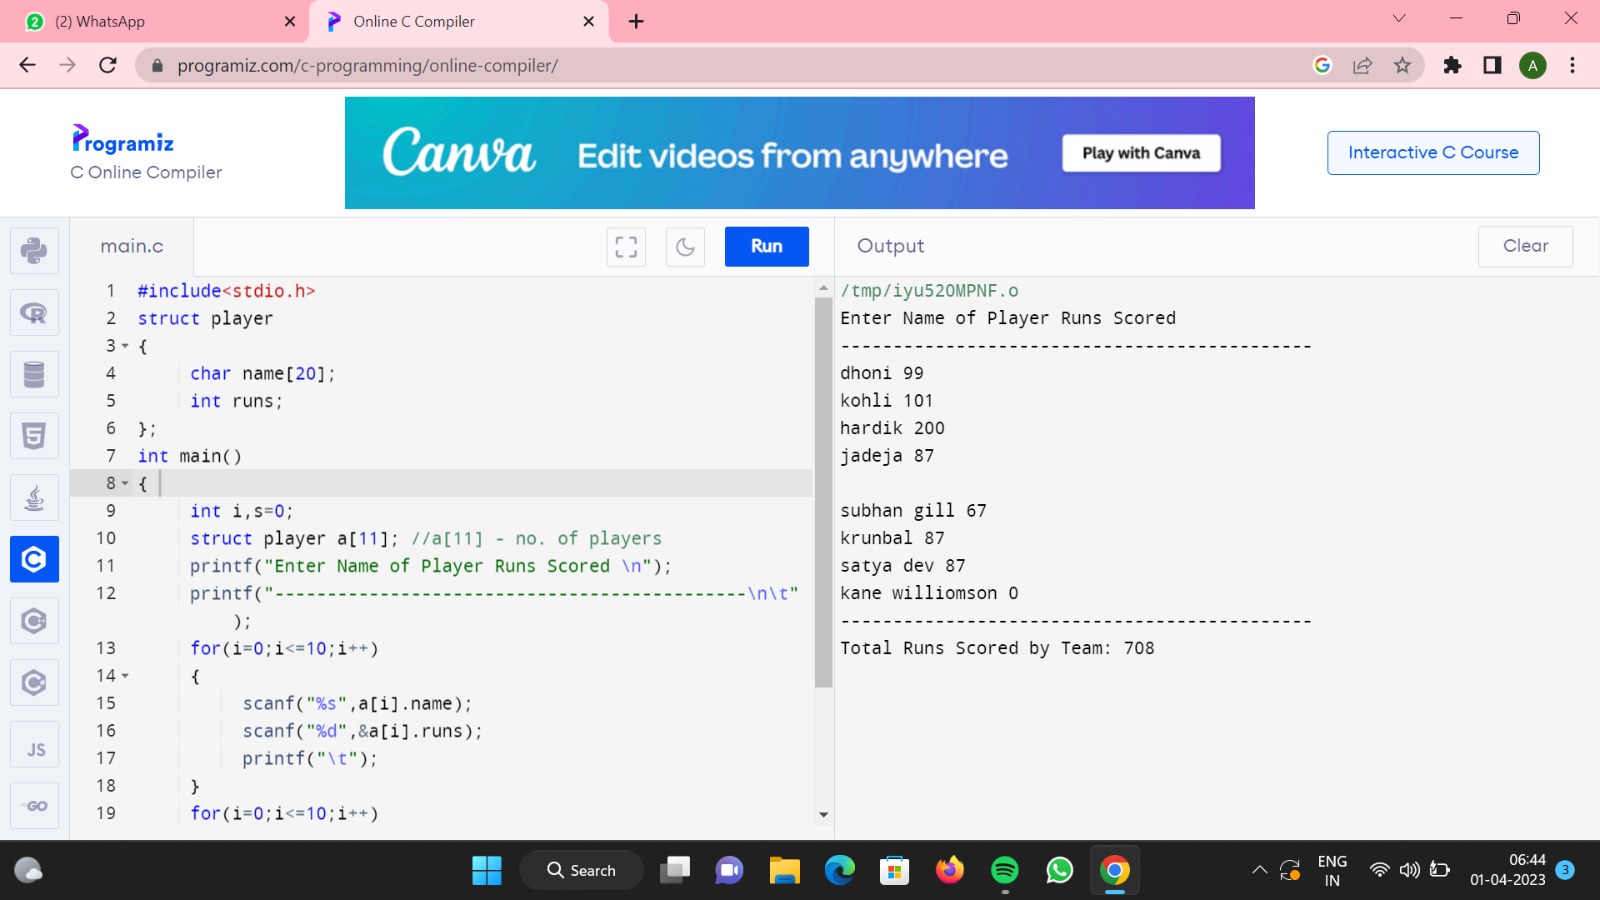 (2) WhatsApp
Online C Compiler
programiz.com/c-programming/online-compiler/
A
Programiz
C Online Compiler
Canva Edit videos from anywhere Play with Canva
Interactive C Course
main.c
Run
Output
Clear
1 #include<stdio.h>
2 struct player
3 {
4 char name[20];
5 int runs;
6 };
7 int main()
8 {
9 int i,s=0;
10 struct player a[11]; //a[11] - no. of players
11 printf("Enter Name of Player Runs Scored \n");
12 printf("---------------------------------------------\n\t"
);
13 for(i=0;i<=10;i++)
14 {
15 scanf("%s",a[i].name);
16 scanf("%d",&a[i].runs);
17 printf("\t");
18 }
19 for(i=0;i<=10;i++)
/tmp/iyu520MPNF.o
Enter Name of Player Runs Scored
---------------------------------------------
dhoni 99
kohli 101
hardik 200
jadeja 87
subhan gill 67
krunbal 87
satya dev 87
kane williomson 0
---------------------------------------------
Total Runs Scored by Team: 708
JS
GO
Search
ENG
IN
06:44
01-04-2023
3